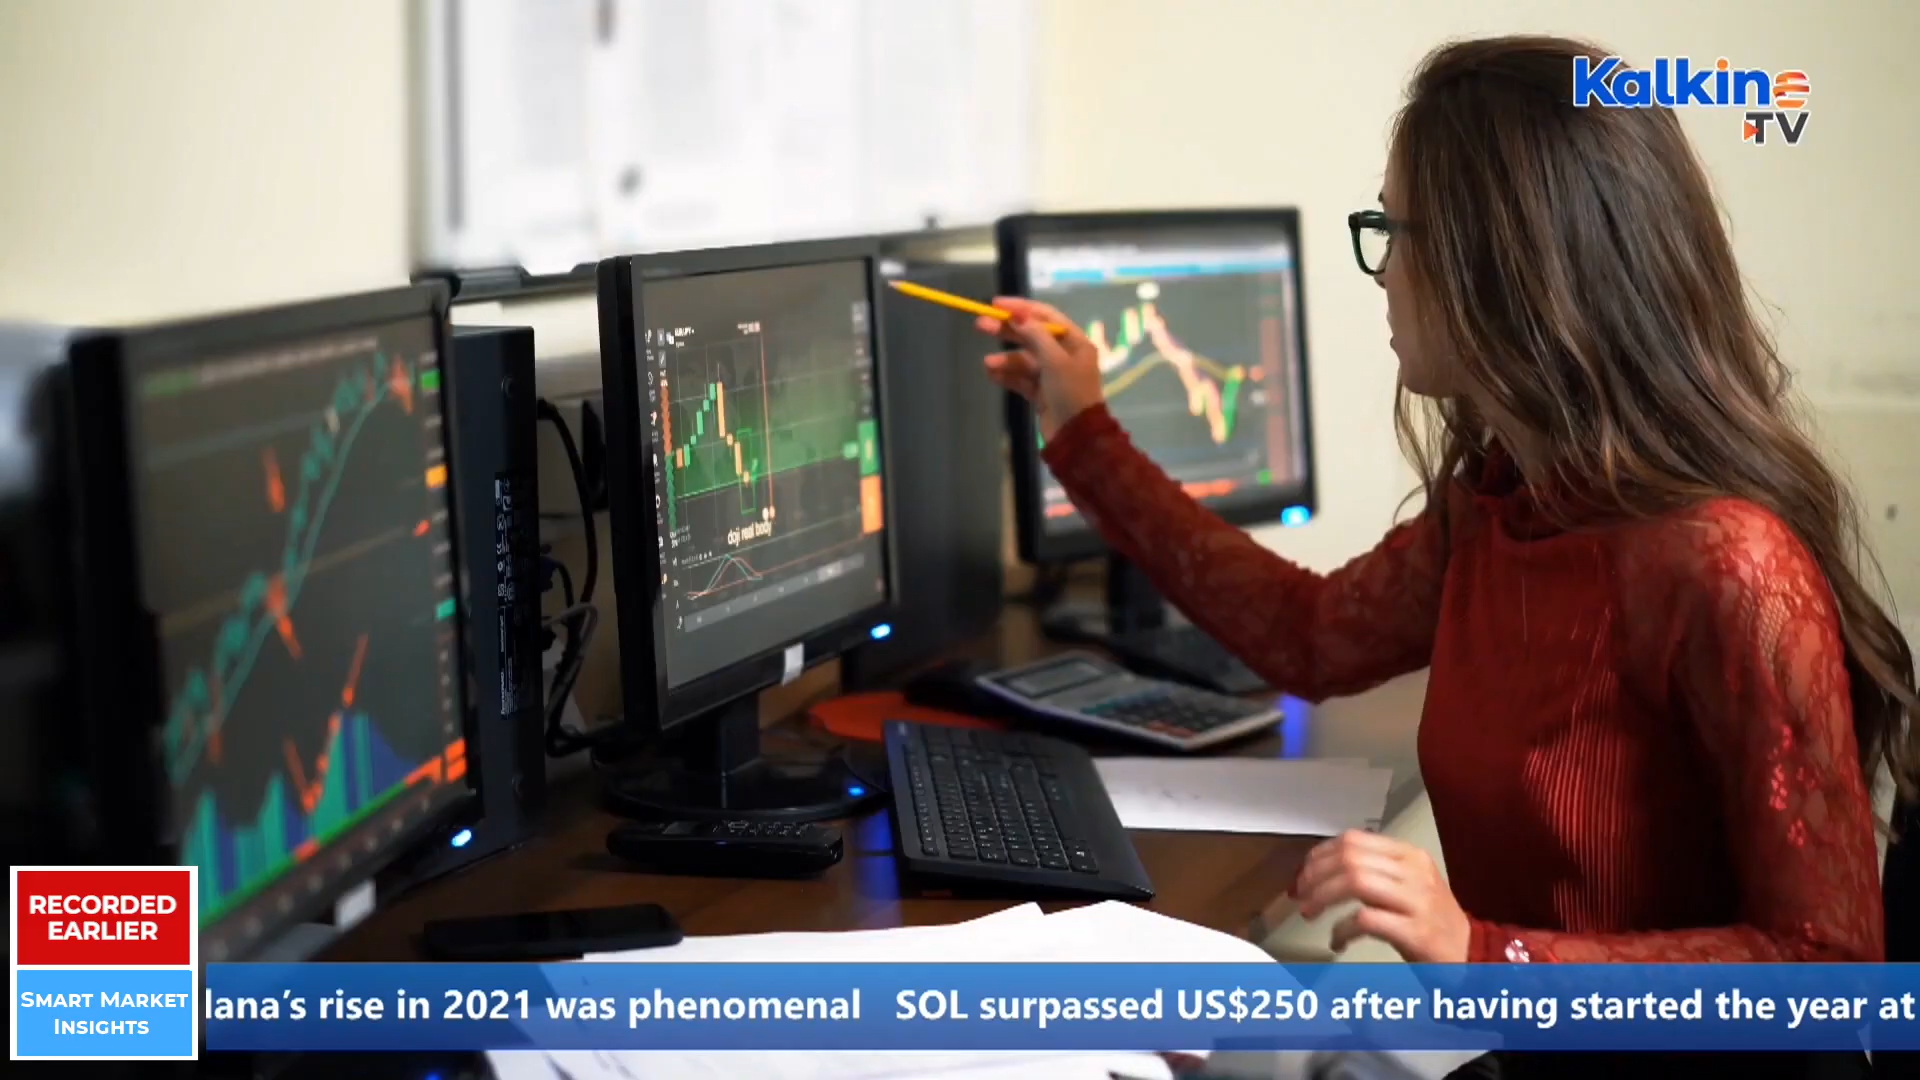 Kalkine
TV
doji real body
RECORDED
EARLIER
SMART MARKET
INSIGHTS
lana's rise in 2021 was phenomenal SOL surpassed US$250 after having started the year at